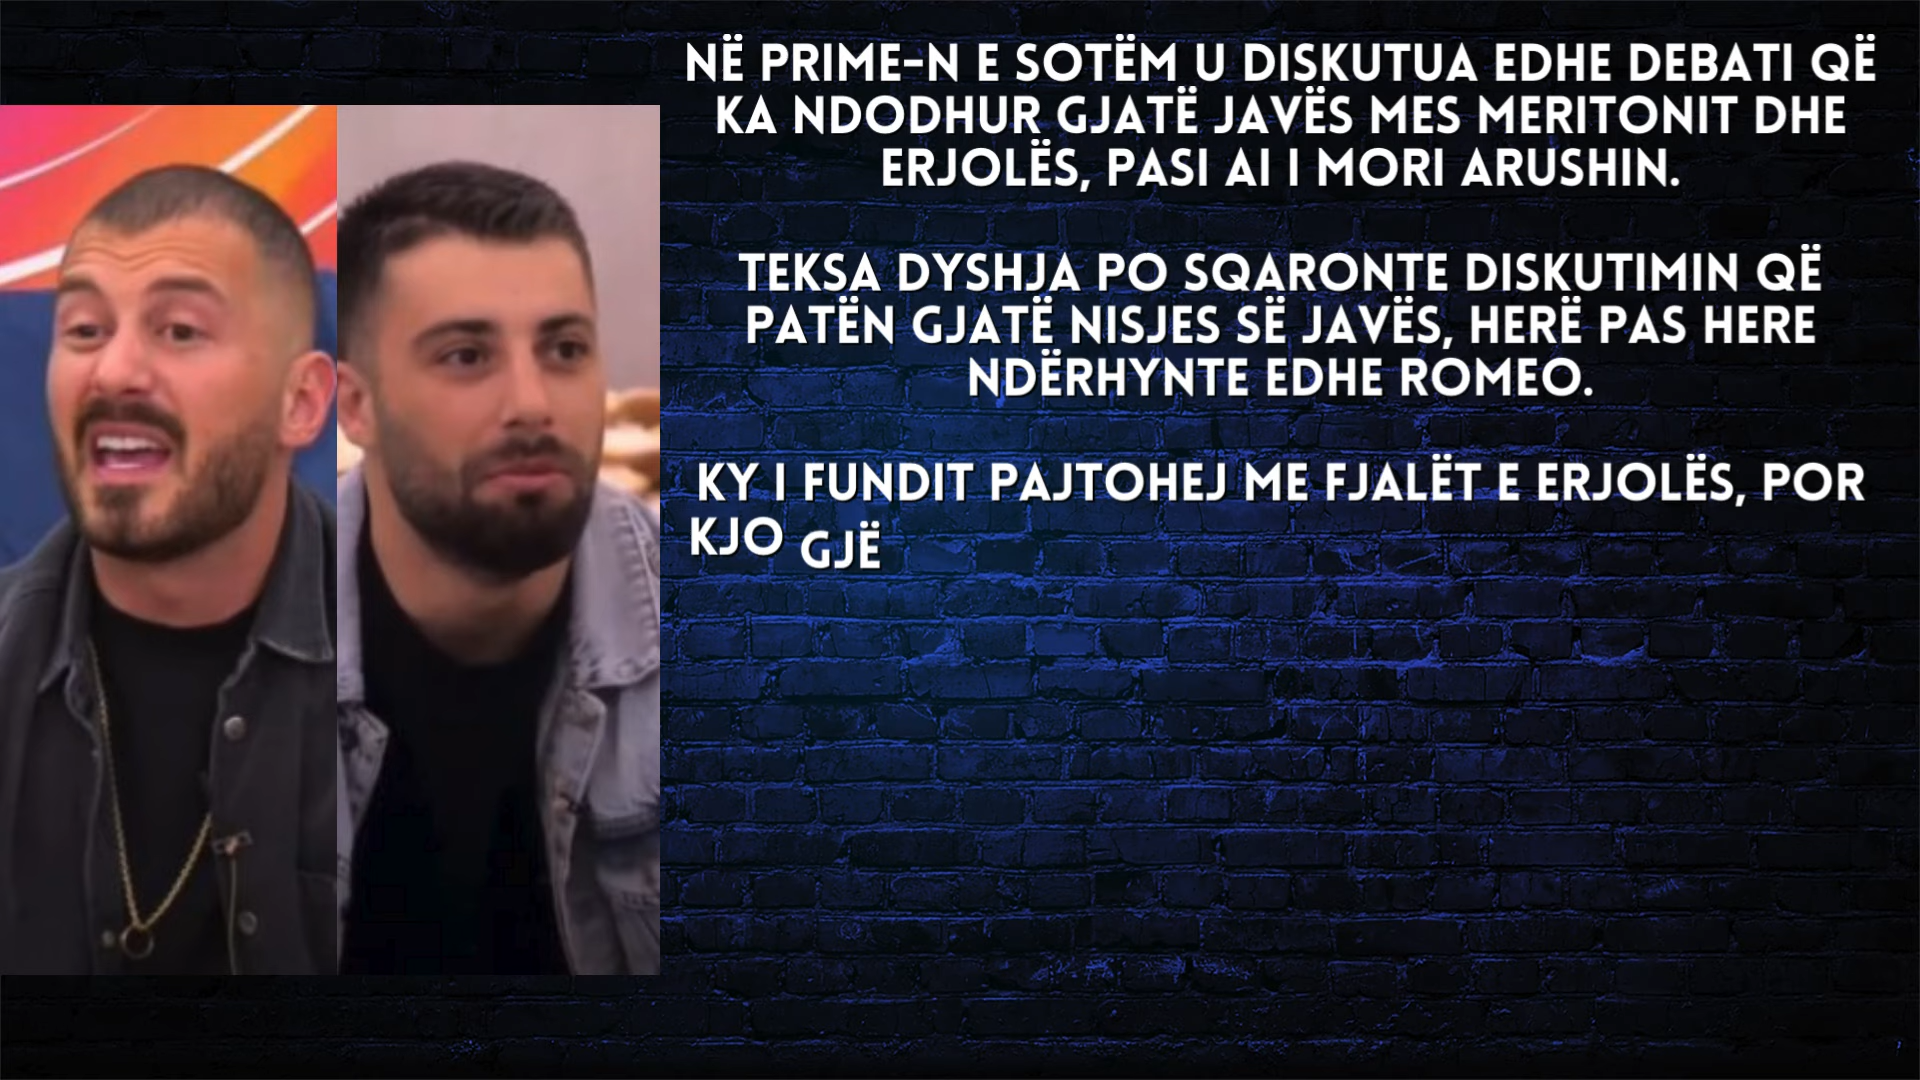 NË PRIME-N E SOTËM U DISKUTUA EDHE DEBATI QË
KA NDODHUR GJATË JAVËS MES MERITONIT DHE
ERJOLËS, PASI AI I MORI ARUSHIN.
TEKSA DYSHJA PO SQARONTE DISKUTIMIN QË
PATËN GJATË NISJES SË JAVËS, HERË PAS HERE
NDËRHYNTE EDHE ROMEO.
KY I FUNDIT PAJTOHEJ ME FJALËT E ERJOLËS, POR
KJO GJË